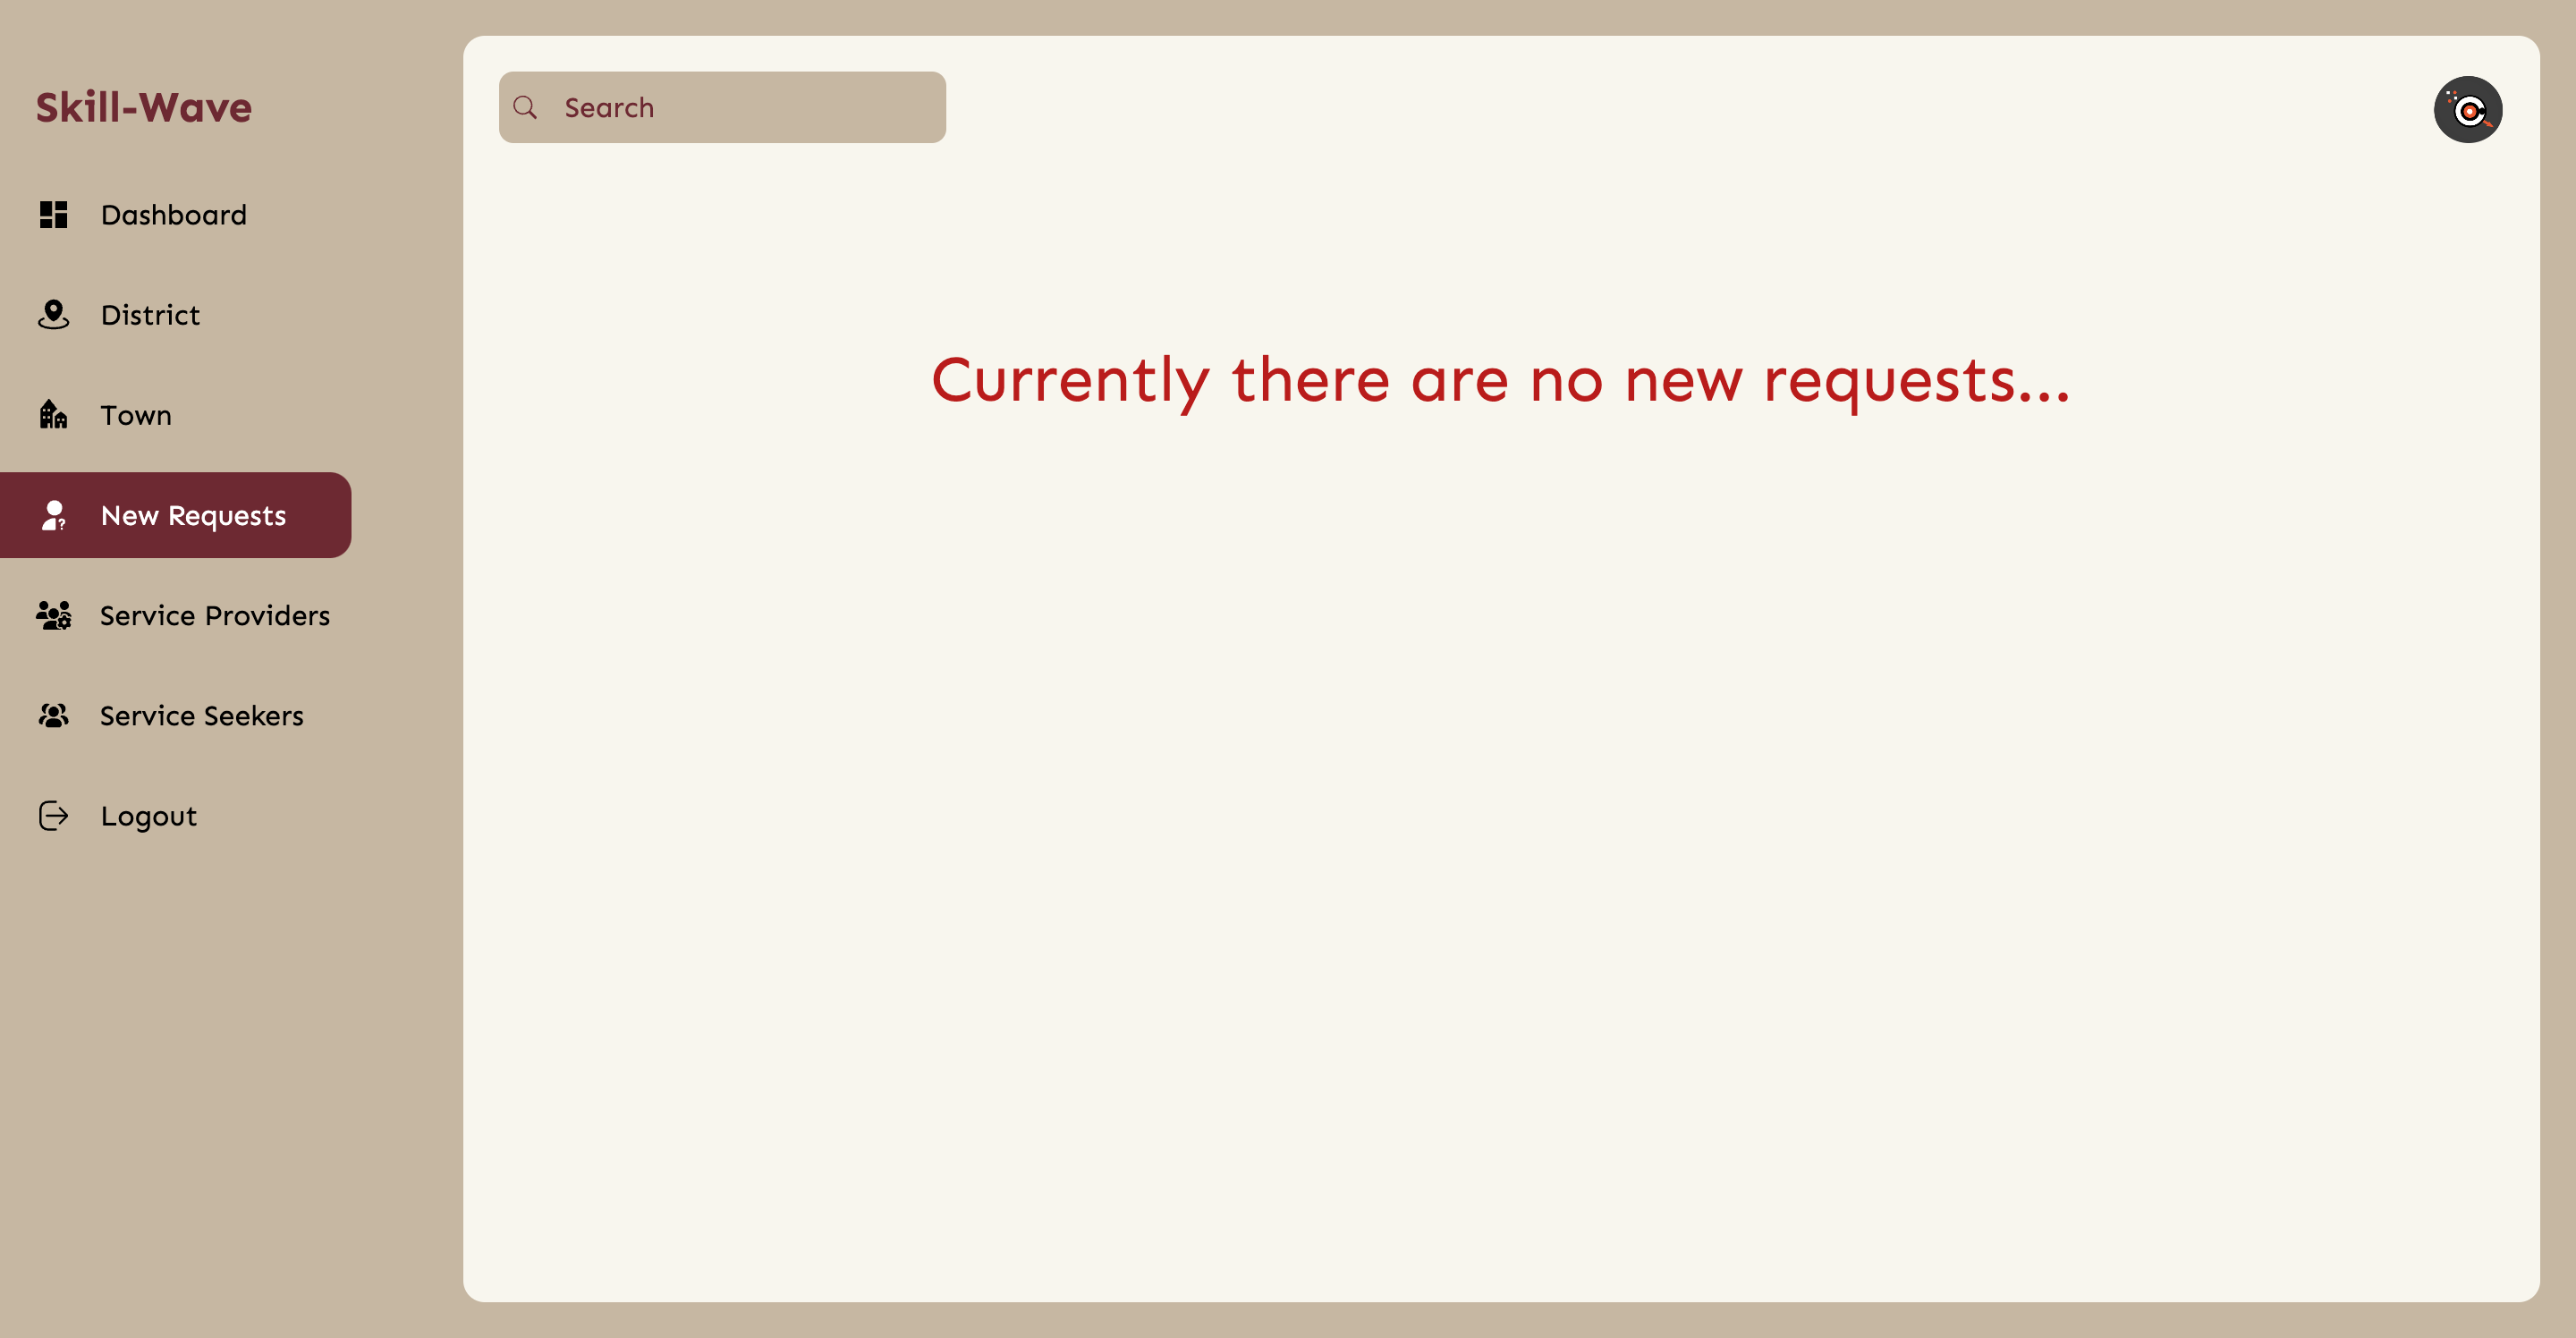 Skill-Wave
Dashboard
District
Town
New Requests
Service Providers
Service Seekers
Logout
Search
Currently there are no new requests...